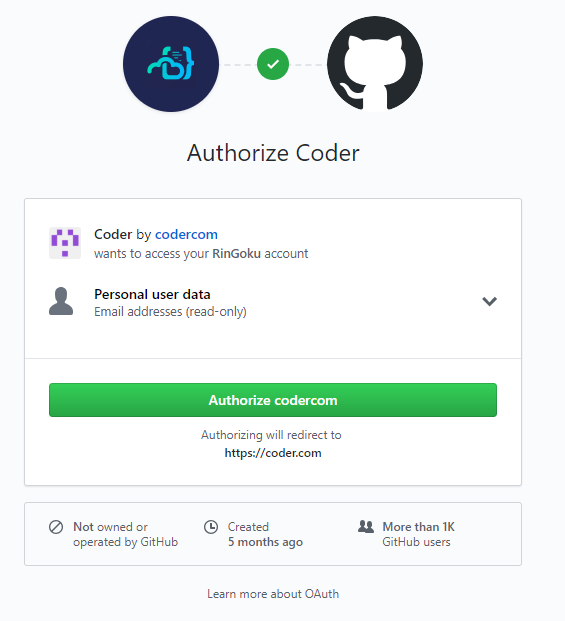 Authorize Coder
Coder by codercom
wants to access your RinGoku account
Personal user data
Email addresses (read-only)
Authorize codercom
Authorizing will redirect to
https://coder.com
Not owned or
operated by GitHub
Created
5 months ago
More than 1K
GitHub users
Learn more about OAuth